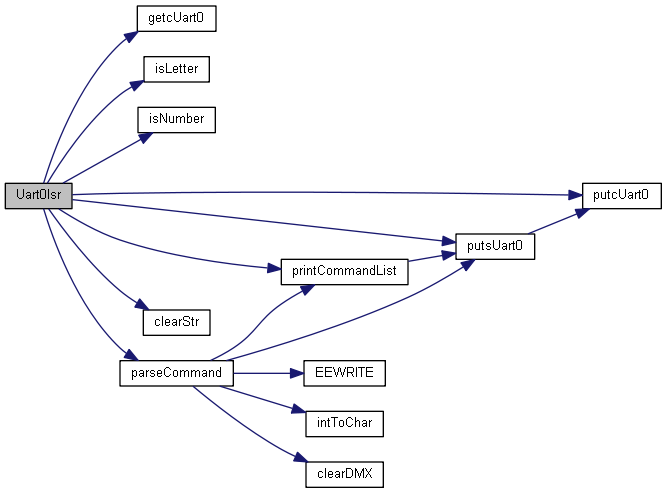 getcUart0
isLetter
isNumber
Uart0Isr
putcUart0
putsUart0
printCommandList
clearStr
parseCommand
EEWRITE
intToChar
clearDMX